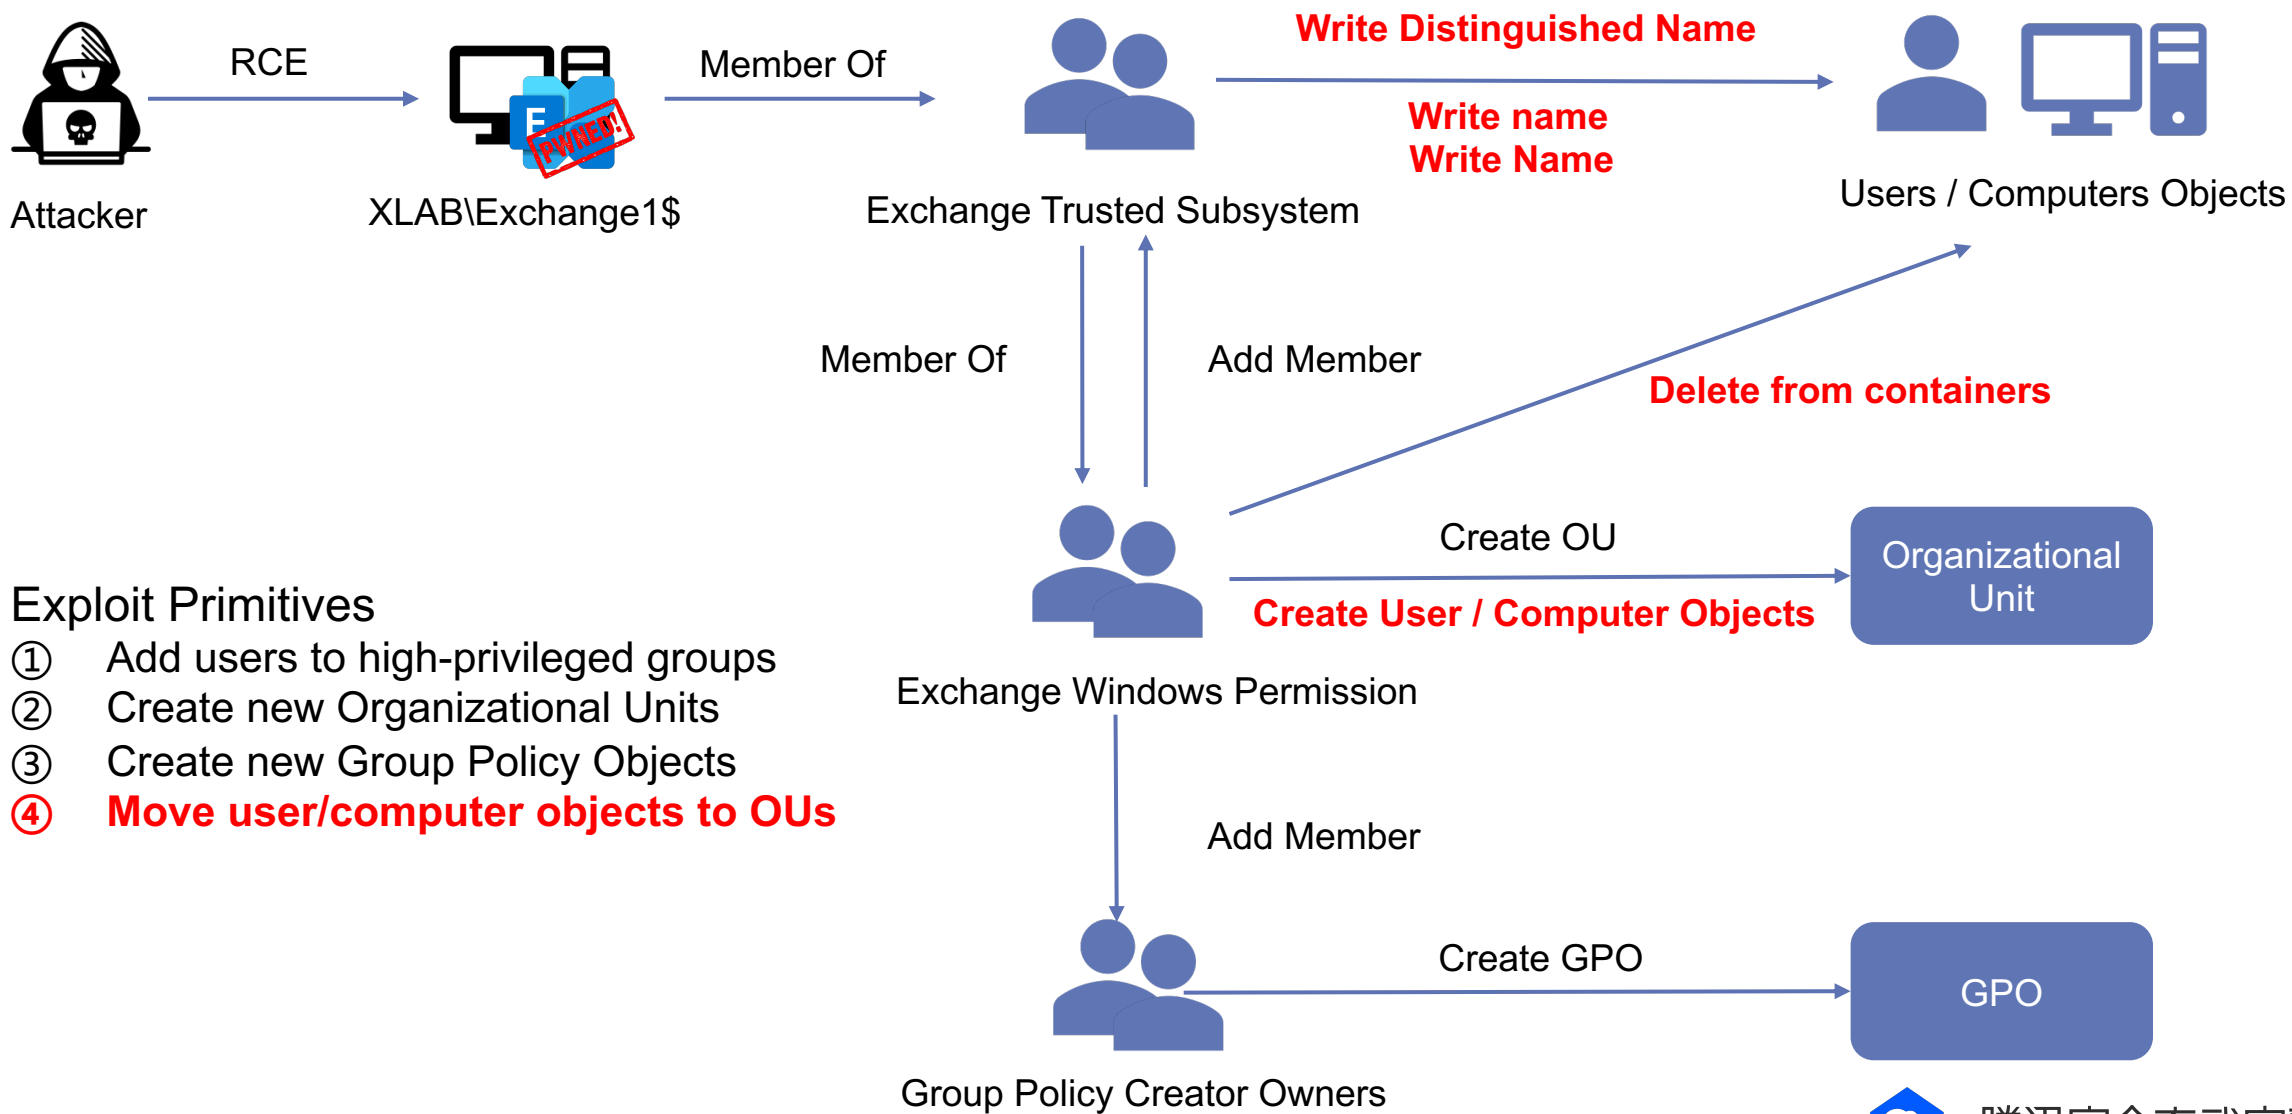 Write Distinguished Name
RCE
Member Of
Write name
Write Name
E
PWNED!
Attacker
XLAB\Exchange1$
Exchange Trusted Subsystem
Users / Computers Objects
Member Of
Add Member
Delete from containers
Create OU
Organizational
Unit
Create User / Computer Objects
Exploit Primitives
① Add users to high-privileged groups
② Create new Organizational Units
③ Create new Group Policy Objects
④ Move user/computer objects to OUs
Exchange Windows Permission
Add Member
Create GPO
GPO
Group Policy Creator Owners